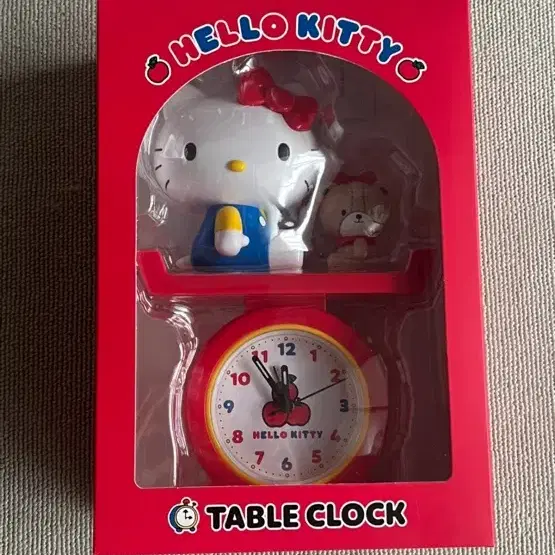 HELLO KITTY
12
11 1
10 2
9 3
HELLO KITTY
8 4
7 5
6
TABLE CLOCK